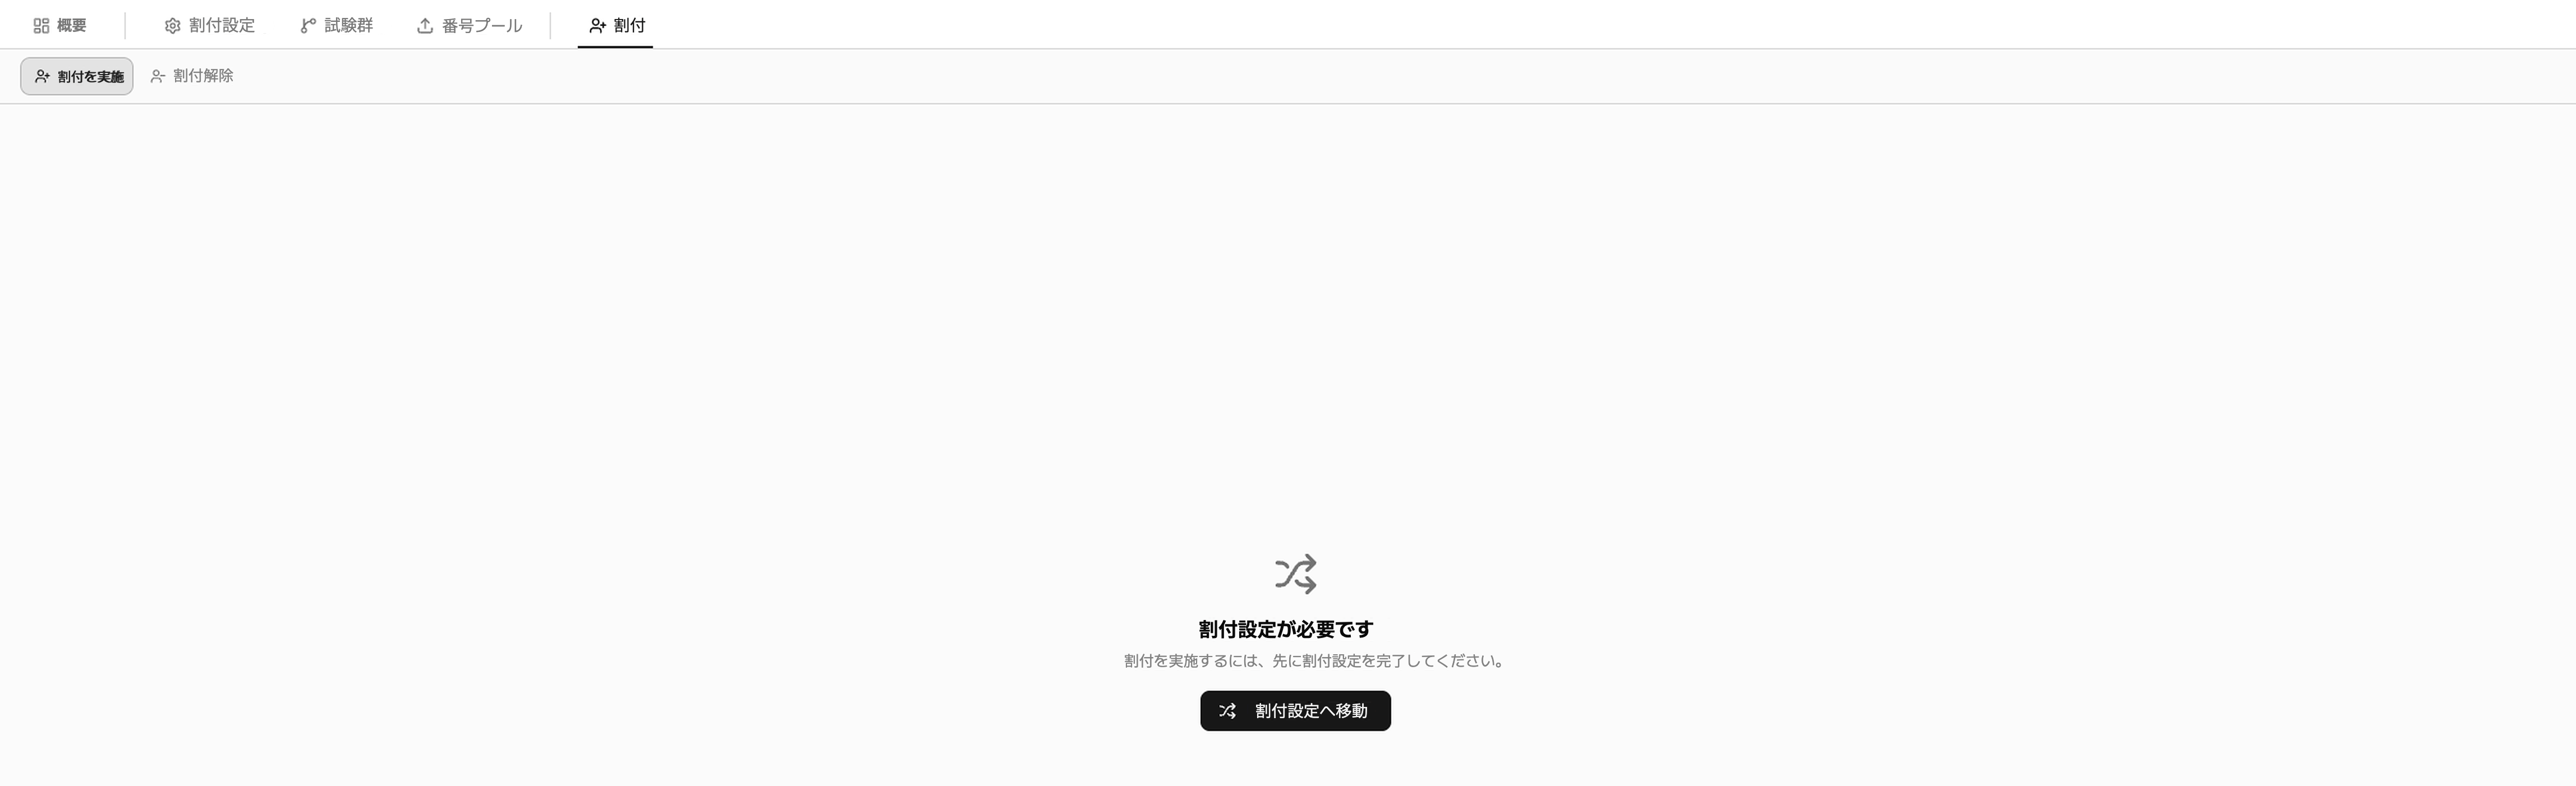 概要 割付設定 試験群 番号プール 割付
割付を実施 割付解除
割付設定が必要です
割付を実施するには、先に割付設定を完了してください。
割付設定へ移動